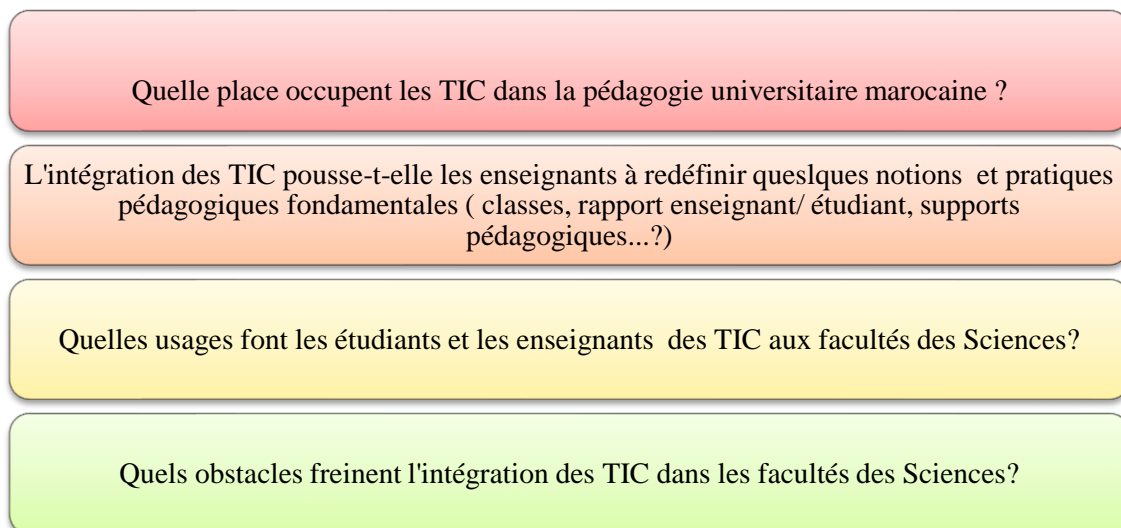 Quelle place occupent les TIC dans la pédagogie universitaire marocaine ?
L'intégration des TIC pousse-t-elle les enseignants à redéfinir queslques notions et pratiques
pédagogiques fondamentales ( classes, rapport enseignant/ étudiant, supports
pédagogiques...?)
Quelles usages font les étudiants et les enseignants des TIC aux facultés des Sciences?
Quels obstacles freinent l'intégration des TIC dans les facultés des Sciences?